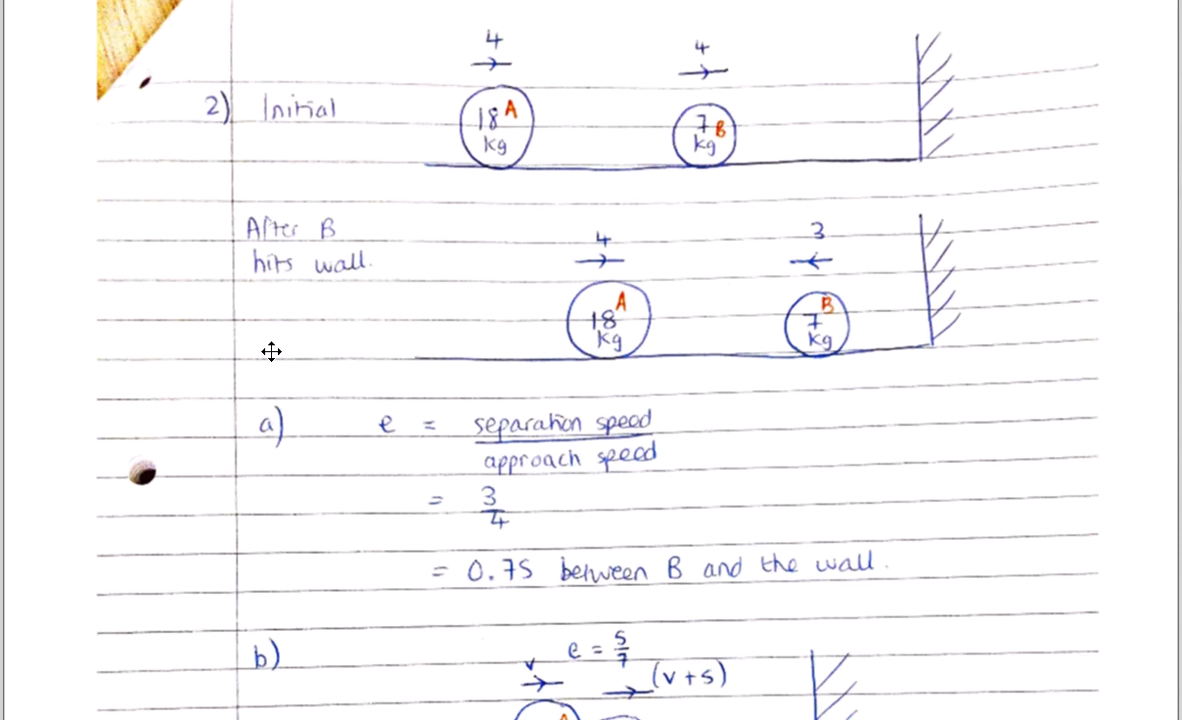 4 4
2) Initial 18 A kg 7 B kg
After B
hits wall.
4 3
18 A kg 7 B kg
a) e = separation speed
approach speed
= 3
4
= 0.75 between B and the wall.
b) e = 5/7
v (v+5)
A